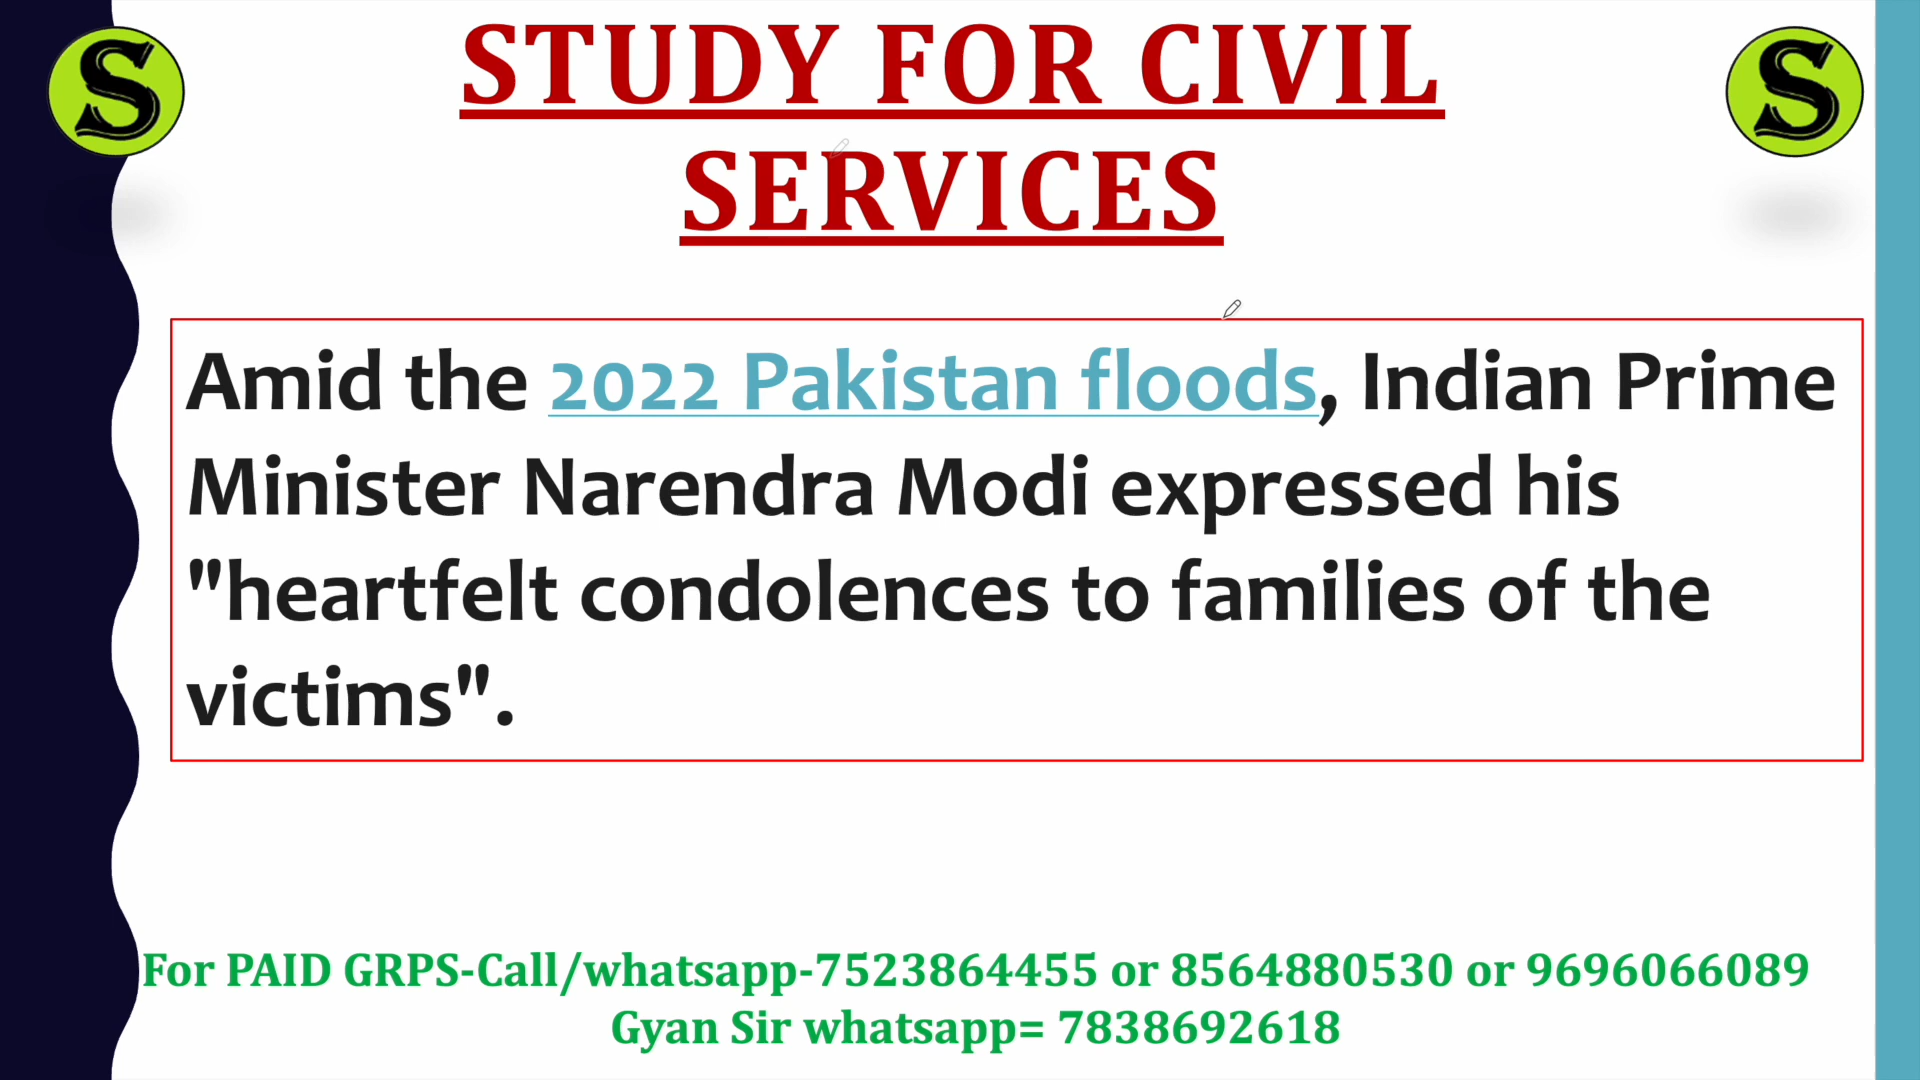 S
S
STUDY FOR CIVIL
SERVICES
Amid the 2022 Pakistan floods, Indian Prime
Minister Narendra Modi expressed his
"heartfelt condolences to families of the
victims".
For PAID GRPS-Call/whatsapp-7523864455 or 8564880530 or 9696066089
Gyan Sir whatsapp= 7838692618